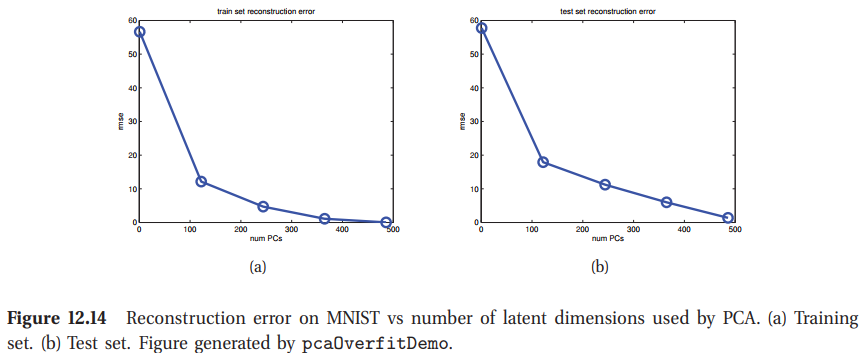 train set reconstruction error
60
50
40
30
20
10
0
rmse
0 100 200 300 400 500
num PCs
(a)
test set reconstruction error
60
50
40
30
20
10
0
rmse
0 100 200 300 400 500
num PCs
(b)
Figure 12.14 Reconstruction error on MNIST vs number of latent dimensions used by PCA. (a) Training
set. (b) Test set. Figure generated by pcaOverfitDemo.